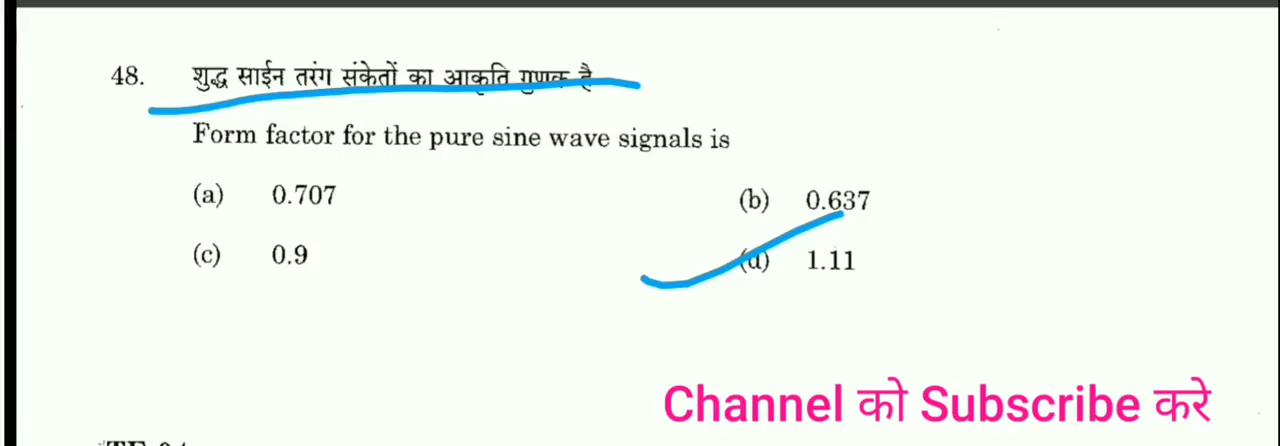 48. शुद्ध साईन तरंग संकेतों का आकृति गुणक है
Form factor for the pure sine wave signals is
(a) 0.707 (b) 0.637
(c) 0.9 (d) 1.11
Channel को Subscribe करे